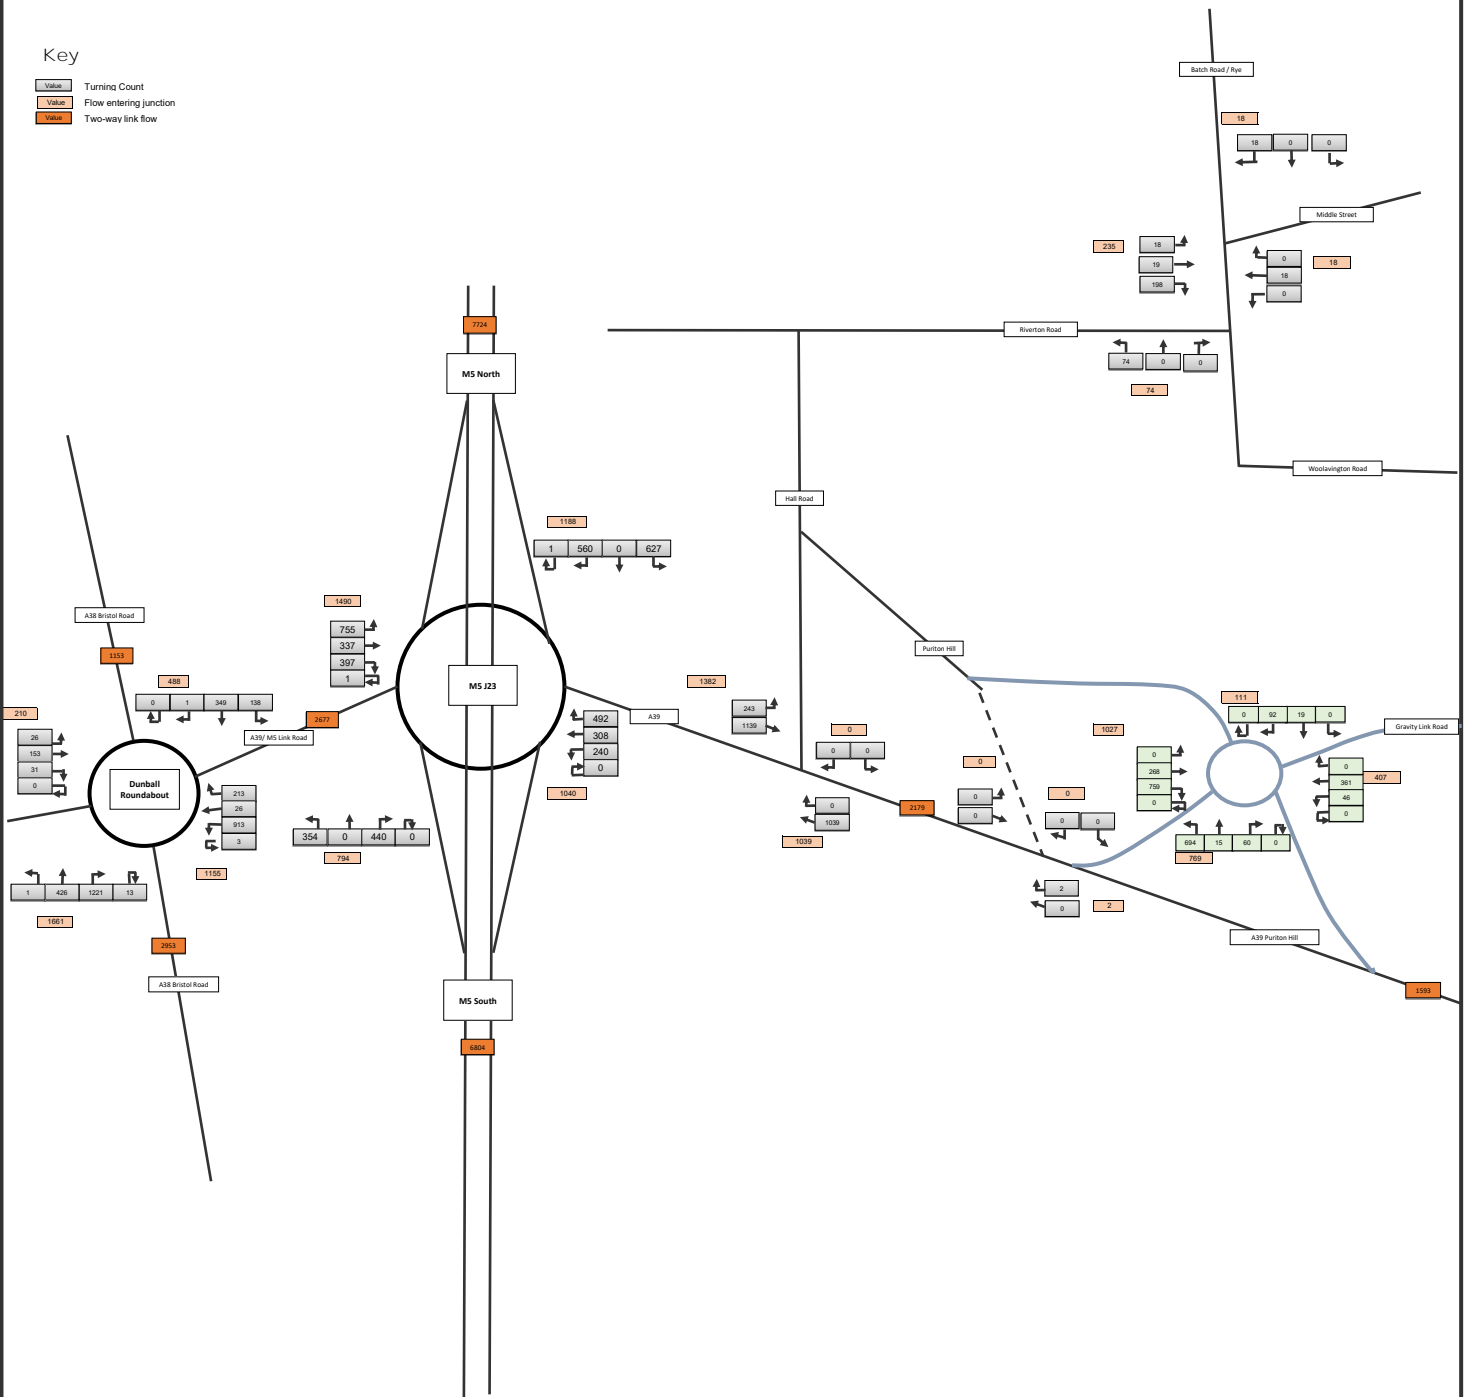 Key
Value Turning Count
Value Flow entering junction
Value Two-way link flow
Batch Road / Rye
18
18 0 0
Middle Street
235
18
19
198
0
18
0
18
Riverton Road
74 0 0
74
Woolavington Road
7724
M5 North
Hall Road
1188
1 560 0 627
1490
755
337
397
1
M5 J23
A38 Bristol Road
1153
488
0 1 349 138
2677
A39/ M5 Link Road
210
26
153
31
0
Dunball
Roundabout
213
26
913
3
1155
1 426 1221 13
1661
2953
A38 Bristol Road
354 0 440 0
794
492
308
240
0
1040
A39
1382
243
1139
0
0 0
0
1039
1039
2179
Puriton Hill
0
0
0
0
0 0
2
0
2
1027
0
268
759
0
111
0 92 19 0
Gravity Link Road
0
361
46
0
407
694 15 60 0
769
A39 Puriton Hill
1593
M5 South
6804